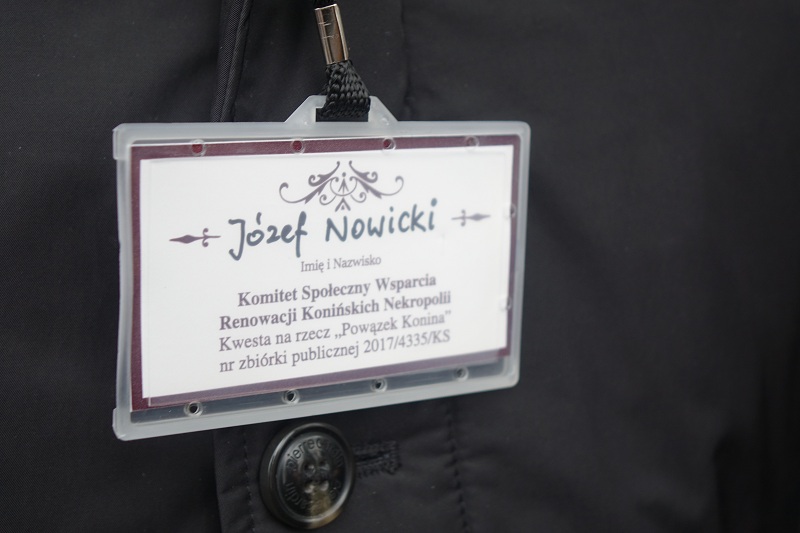 Józef Nowicki
Imię i Nazwisko
Komitet Społeczny Wsparcia
Renowacji Konińskich Nekropolii
Kwesta na rzecz „Powązek Konina”
nr zbiórki publicznej 2017/4335/KS